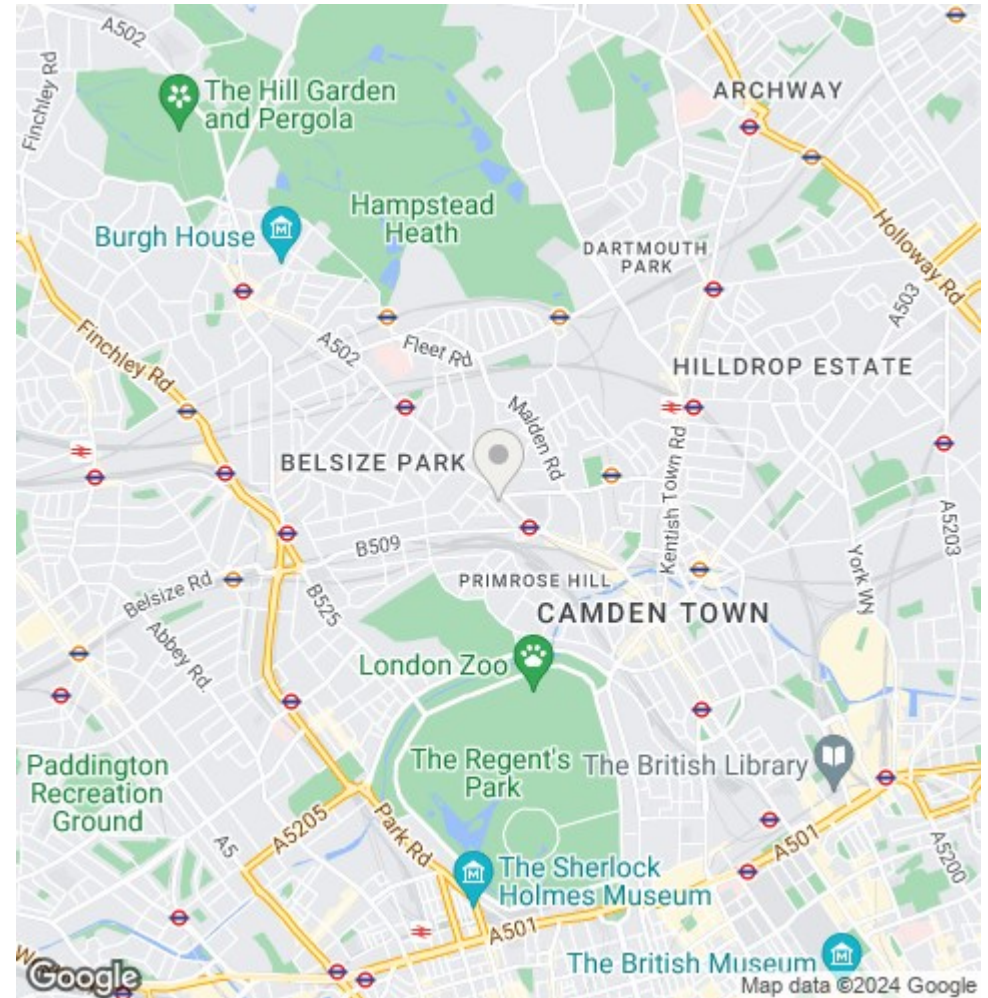 A502
Finchley Rd
The Hill Garden
and Pergola
ARCHWAY
Burgh House
Hampstead
Heath
DARTMOUTH
PARK
Holloway Rd
A503
Finchley Rd
A502
Fleet Rd
HILLDROP ESTATE
Malden Rd
BELSIZE PARK
Kentish Town Rd
A5203
B509
York Wy
Belsize Rd
B525
PRIMROSE HILL
CAMDEN TOWN
Abbey Rd.
London Zoo
The Regent's
Park
The British Library
Paddington
Recreation
Ground
A5
A5205
Park Rd
A501
A5200
The Sherlock
Holmes Museum
A501
The British Museum
Google
Map data ©2024 Google